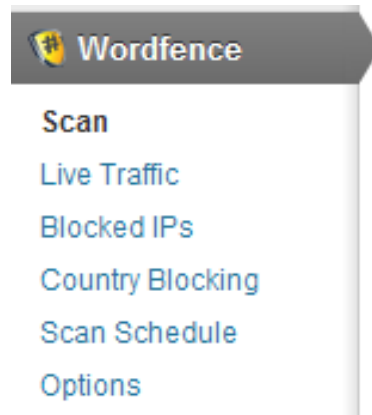 Wordfence
Scan
Live Traffic
Blocked IPs
Country Blocking
Scan Schedule
Options